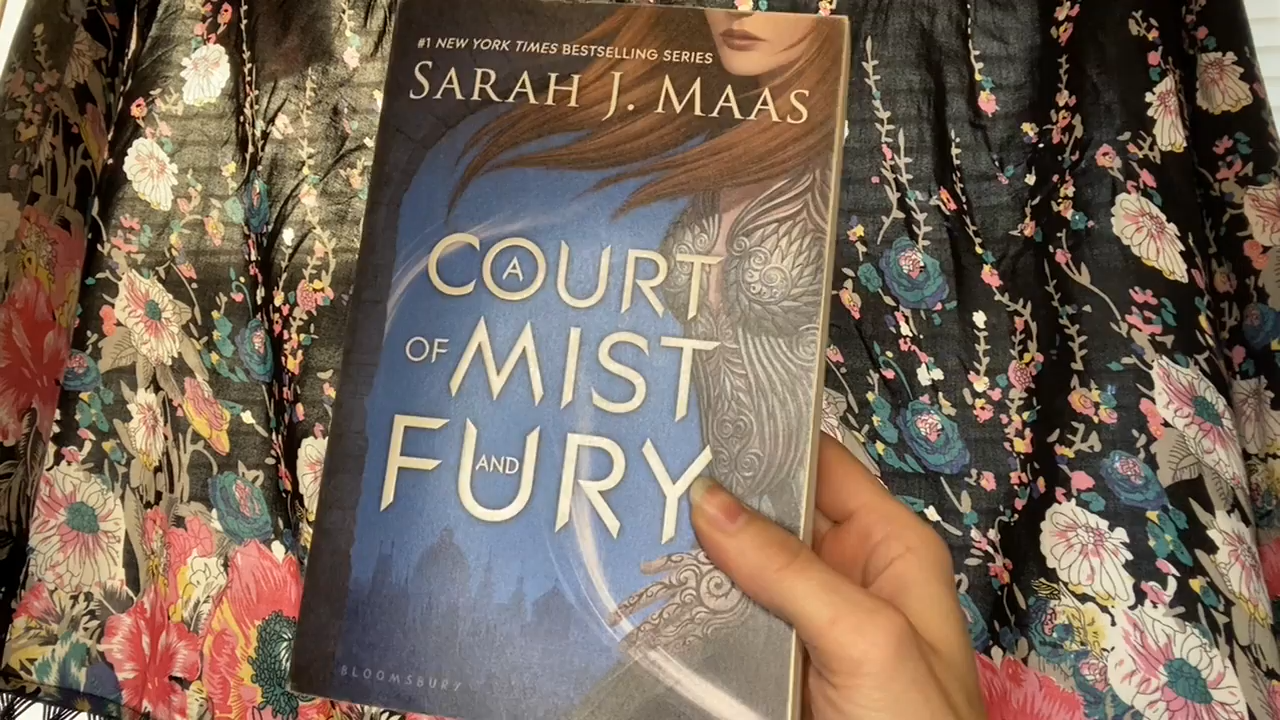 #1 NEW YORK TIMES BESTSELLING SERIES
SARAH J. MAAS
A COURT
OF MIST
AND FURY
BLOOMSBURY